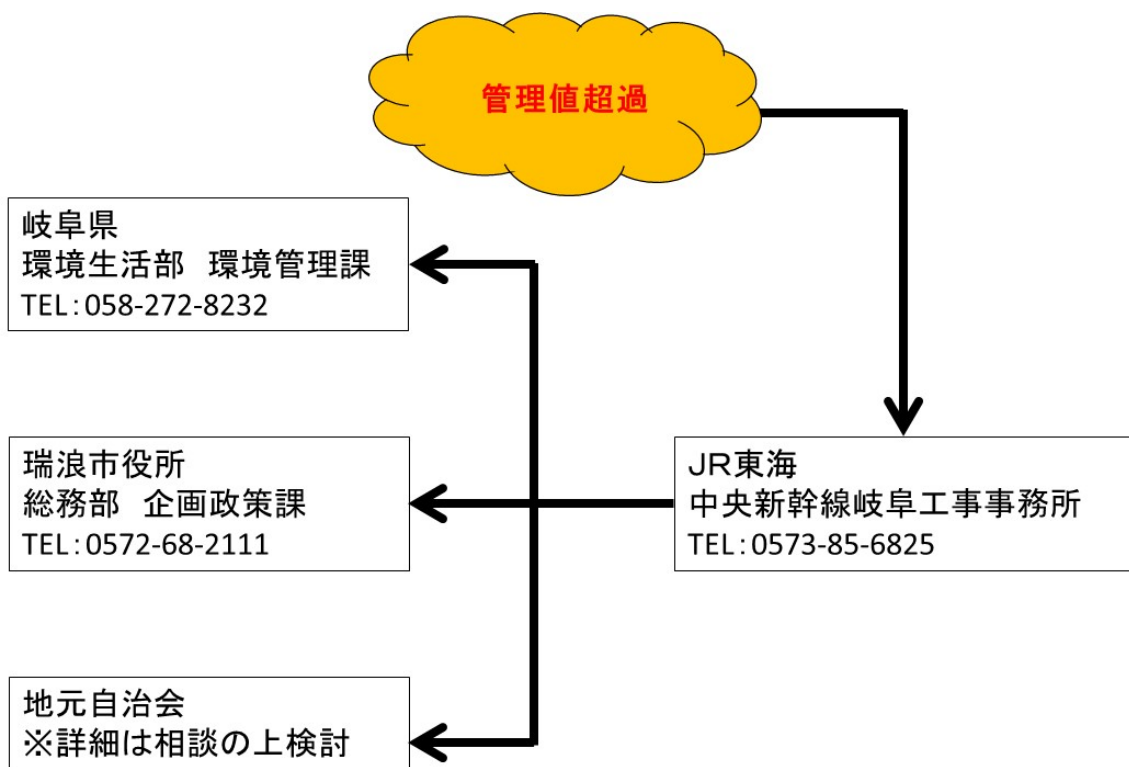 管理値超過
岐阜県
環境生活部　環境管理課
TEL：058-272-8232
瑞浪市役所
総務部　企画政策課
TEL：0572-68-2111
JR東海
中央新幹線岐阜工事事務所
TEL：0573-85-6825
地元自治会
※詳細は相談の上検討